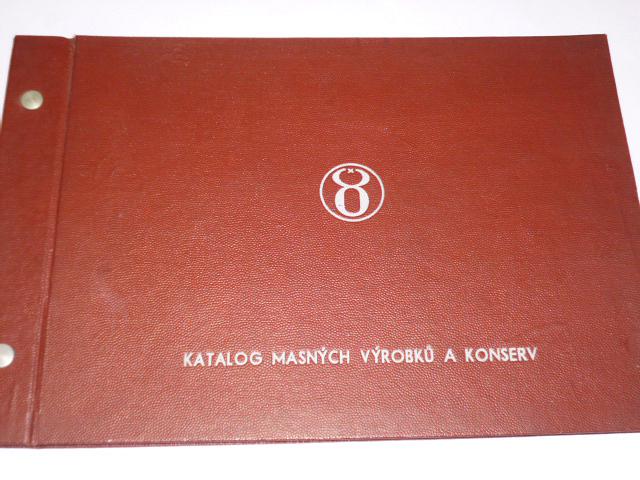 KATALOG MASNÝCH VÝROBKŮ A KONSERV